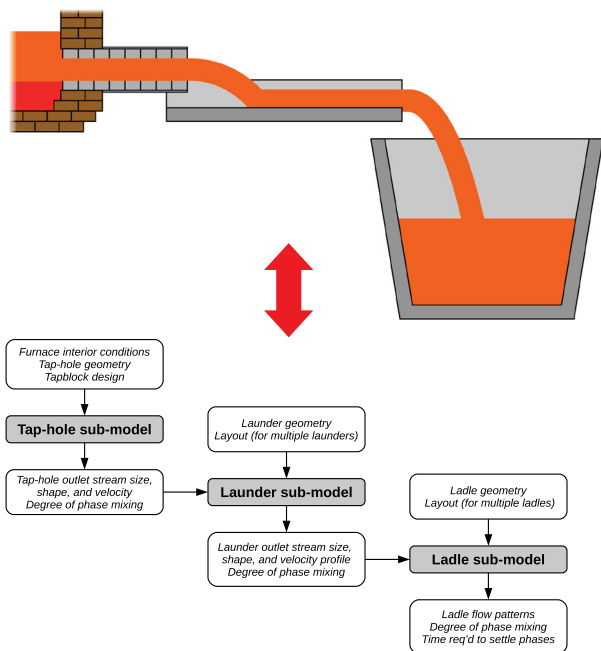 Furnace interior conditions
Tap-hole geometry
Tapblock design
Tap-hole sub-model
Tap-hole outlet stream size,
shape, and velocity
Degree of phase mixing
Launder geometry
Layout (for multiple launders)
Launder sub-model
Launder outlet stream size,
shape, and velocity profile
Degree of phase mixing
Ladle geometry
Layout (for multiple ladles)
Ladle sub-model
Ladle flow patterns
Degree of phase mixing
Time req'd to settle phases